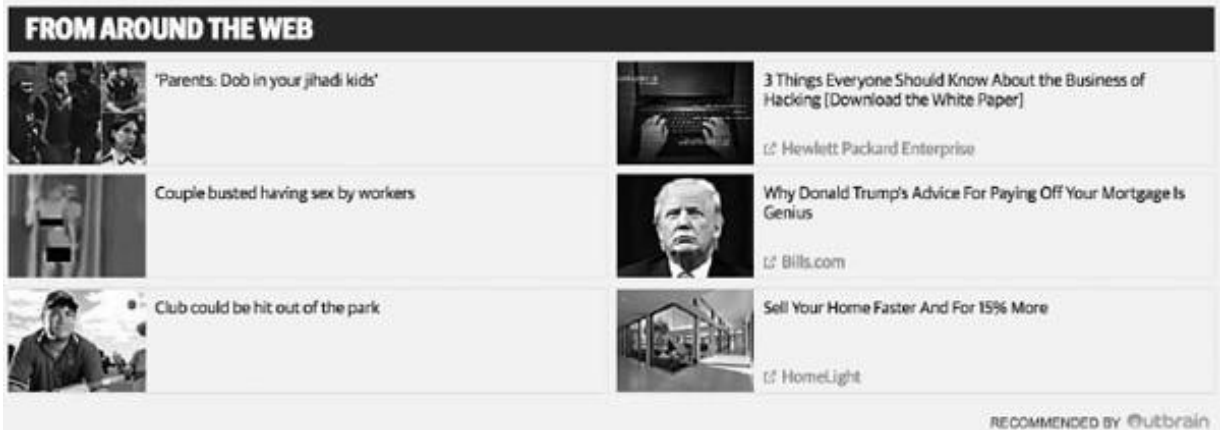 FROM AROUND THE WEB
'Parents: Dob in your jihadi kids'
Couple busted having sex by workers
Club could be hit out of the park
3 Things Everyone Should Know About the Business of
Hacking [Download the White Paper]
Hewlett Packard Enterprise
Why Donald Trump's Advice For Paying Off Your Mortgage Is
Genius
Bills.com
Sell Your Home Faster And For 15% More
HomeLight
RECOMMENDED BY Outbrain